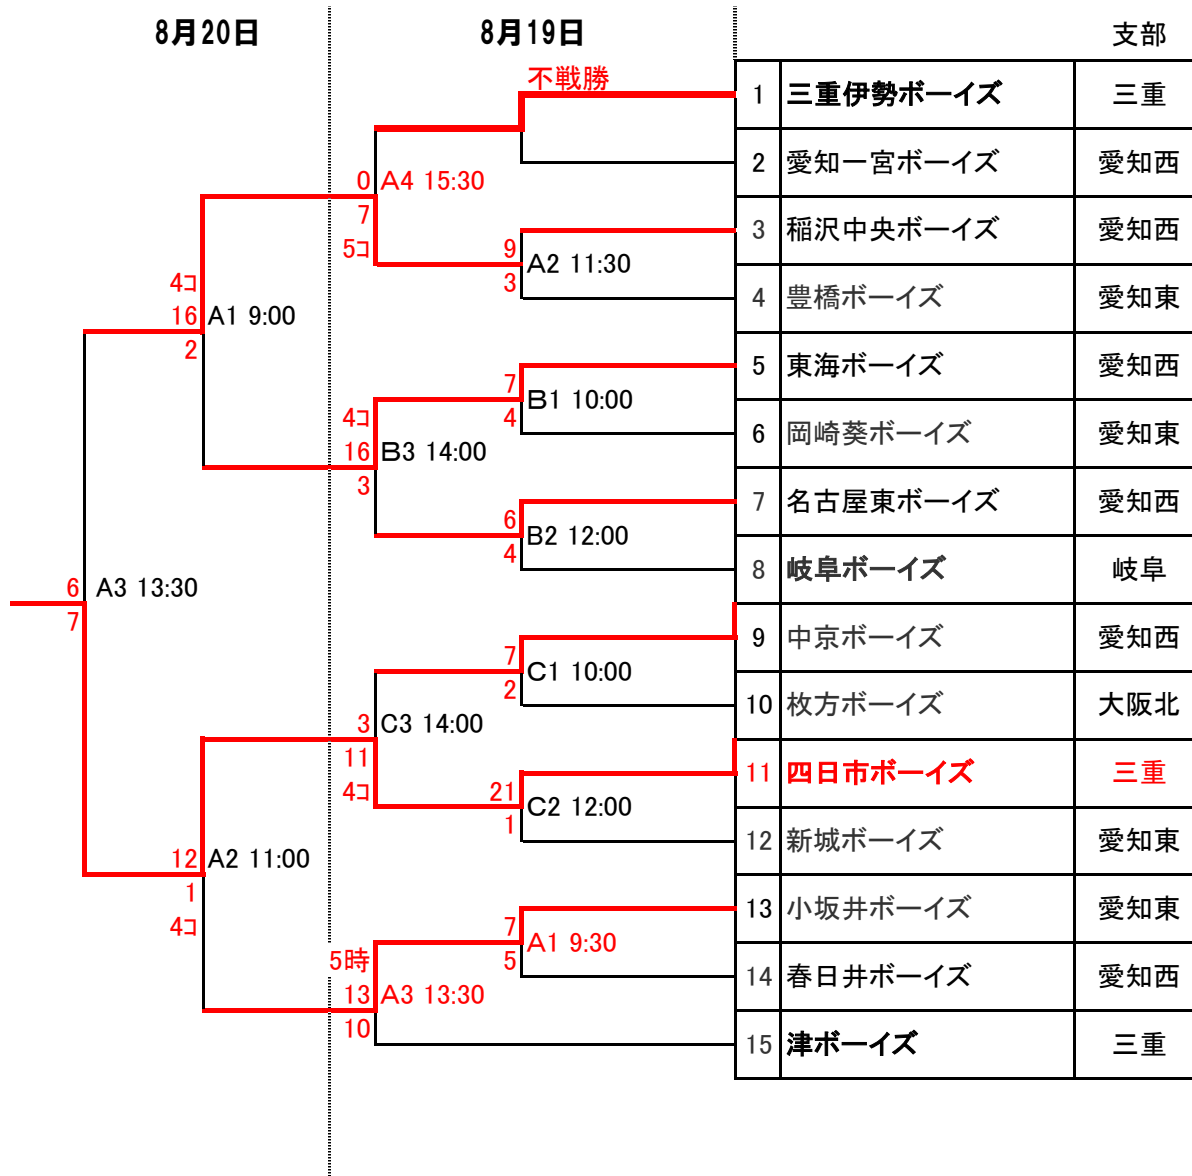 8月20日 8月19日 支部
不戦勝
1 三重伊勢ボーイズ 三重
2 愛知一宮ボーイズ 愛知西
0 A4 15:30
7
3 稲沢中央ボーイズ 愛知西
5コ 9 A2 11:30
3
4 豊橋ボーイズ 愛知東
4コ
16 A1 9:00
2
5 東海ボーイズ 愛知西
7 B1 10:00
4
6 岡崎葵ボーイズ 愛知東
4コ
16 B3 14:00
3
7 名古屋東ボーイズ 愛知西
6 B2 12:00
4
8 岐阜ボーイズ 岐阜
6 A3 13:30
7
9 中京ボーイズ 愛知西
7 C1 10:00
2
10 枚方ボーイズ 大阪北
3 C3 14:00
11
4コ
11 四日市ボーイズ 三重
21 C2 12:00
1
12 新城ボーイズ 愛知東
12 A2 11:00
1
4コ
13 小坂井ボーイズ 愛知東
7 A1 9:30
5
14 春日井ボーイズ 愛知西
5時
13 A3 13:30
10
15 津ボーイズ 三重